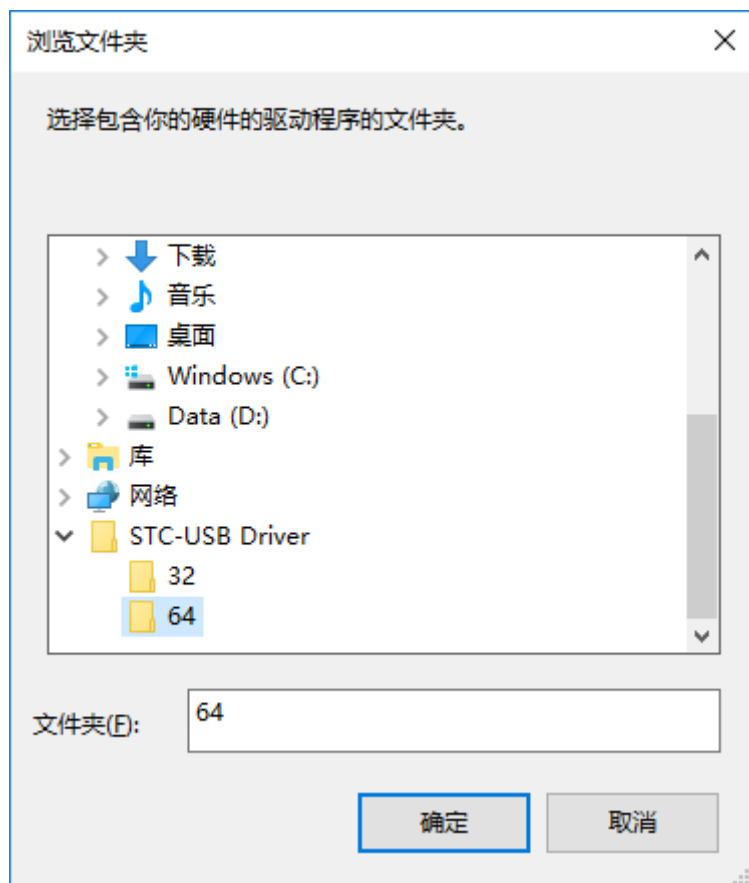 浏览文件夹
选择包含你的硬件的驱动程序的文件夹。
下载
音乐
桌面
Windows (C:)
Data (D:)
库
网络
STC-USB Driver
32
64
文件夹(F): 64
确定 取消